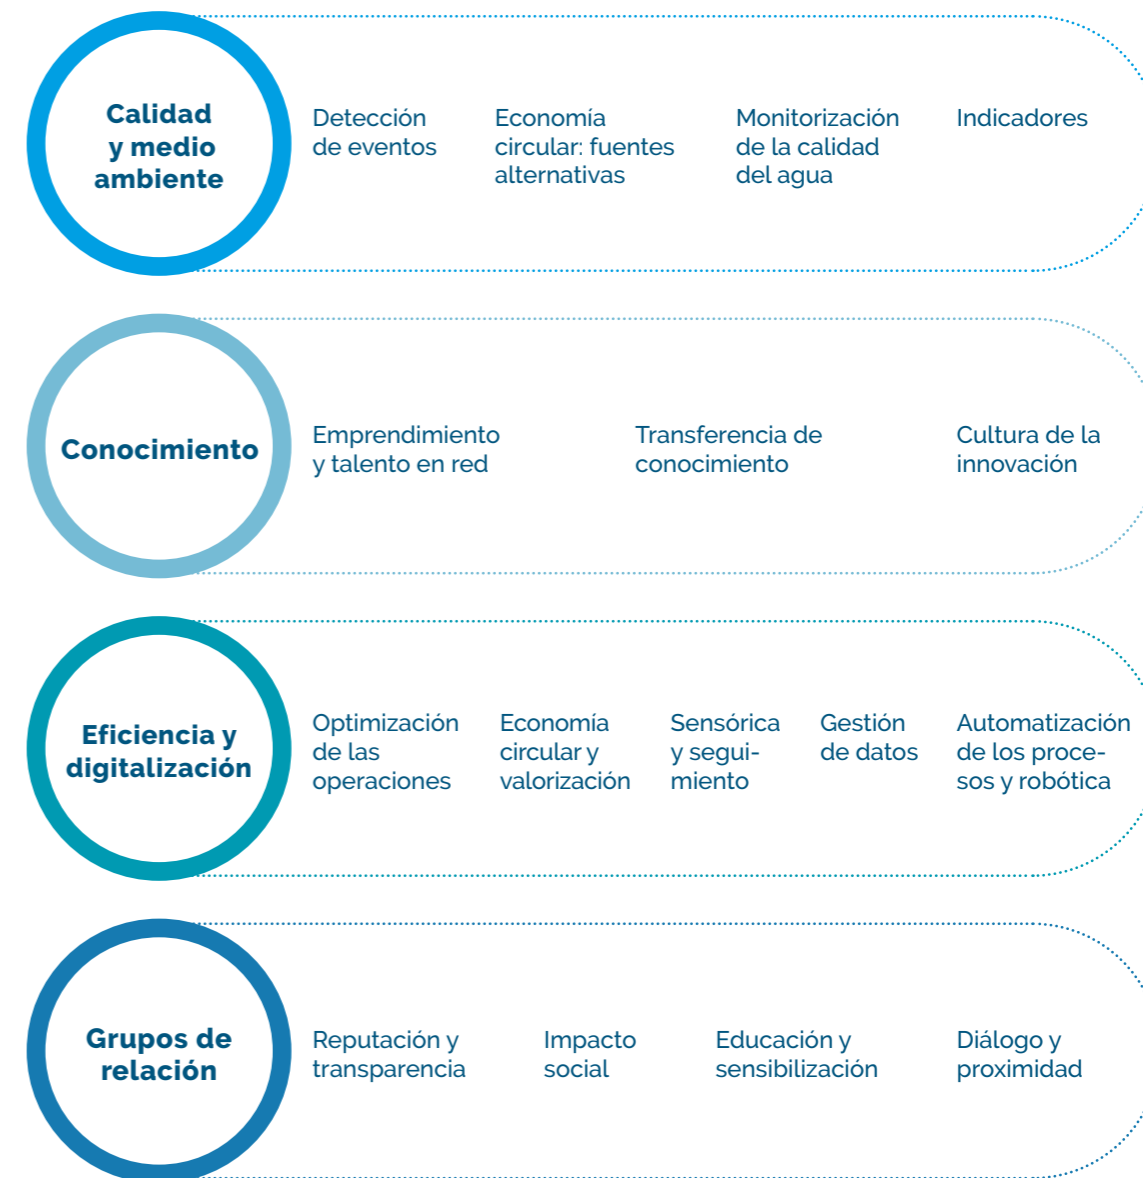 Calidad
y medio
ambiente
Detección
de eventos
Economía
circular: fuentes
alternativas
Monitorización
de la calidad
del agua
Indicadores
Conocimiento
Emprendimiento
y talento en red
Transferencia de
conocimiento
Cultura de la
innovación
Eficiencia y
digitalización
Optimización
de las
operaciones
Economía
circular y
valorización
Sensórica
y segui-
miento
Gestión
de datos
Automatización
de los proce-
sos y robótica
Grupos de
relación
Reputación y
transparencia
Impacto
social
Educación y
sensibilización
Diálogo y
proximidad